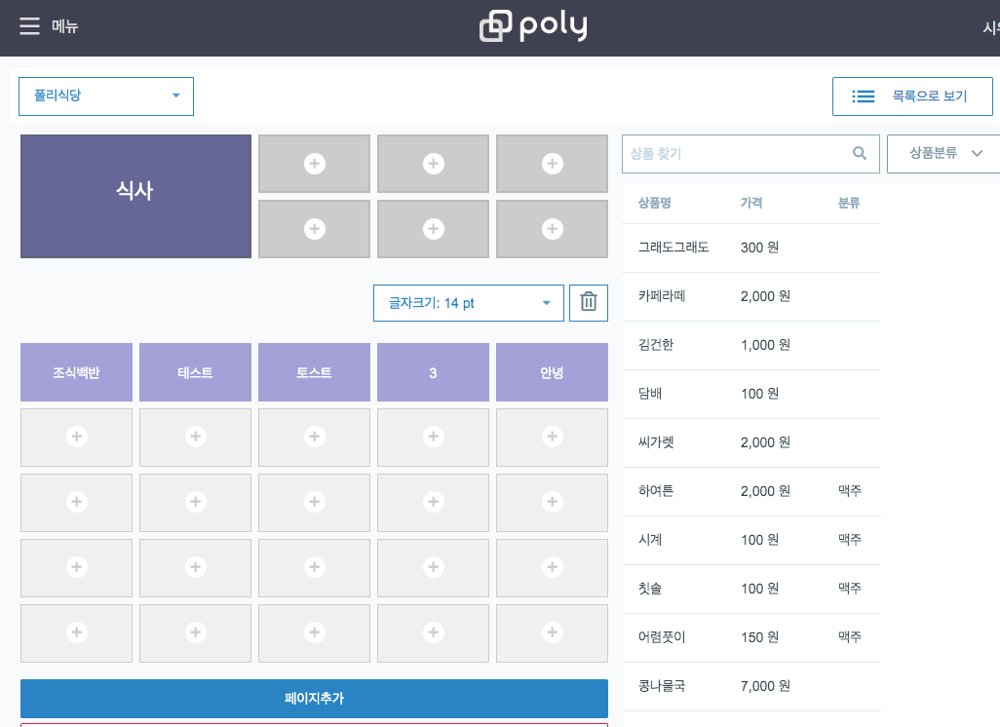 메뉴
poly
폴리식당
목록으로 보기
식사
상품 찾기
상품분류
글자크기: 14 pt
조식백반 테스트 토스트 3 안녕
페이지추가
상품명 가격 분류
그래도그래도 300 원
카페라떼 2,000 원
김건한 1,000 원
담배 100 원
씨가렛 2,000 원
하여튼 2,000 원 맥주
시계 100 원 맥주
칫솔 100 원 맥주
어렴풋이 150 원 맥주
콩나물국 7,000 원